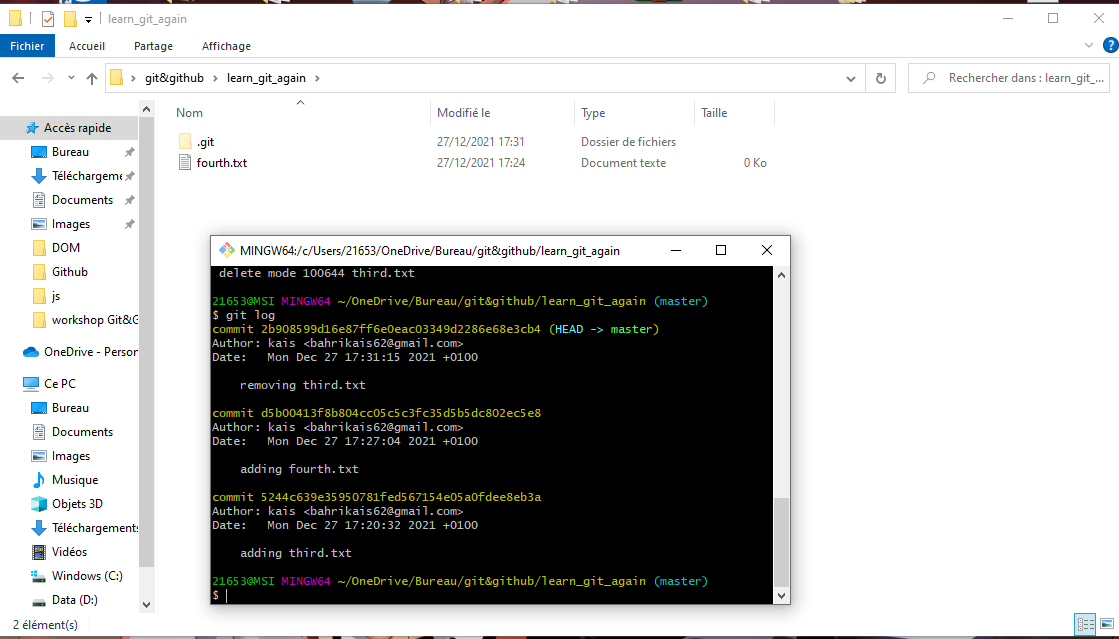 learn_git_again
Fichier Accueil Partage Affichage
git&github learn_git_again
Rechercher dans : learn_git_...
Nom Modifié le Type Taille
.git 27/12/2021 17:31 Dossier de fichiers
fourth.txt 27/12/2021 17:24 Document texte 0 Ko
Accès rapide
Bureau
Téléchargeme
Documents
Images
DOM
Github
js
workshop Git&G
OneDrive - Person
Ce PC
Bureau
Documents
Images
Musique
Objets 3D
Téléchargements
Vidéos
Windows (C:)
Data (D:)
2 élément(s)
MINGW64:/c/Users/21653/OneDrive/Bureau/git&github/learn_git_again
delete mode 100644 third.txt
21653@MSI MINGW64 ~/OneDrive/Bureau/git&github/learn_git_again (master)
$ git log
commit 2b908599d16e87ff6e0eac03349d2286e68e3cb4 (HEAD -> master)
Author: kais <bahrikais62@gmail.com>
Date:   Mon Dec 27 17:31:15 2021 +0100
removing third.txt
commit d5b00413f8b804cc05c5c3fc35d5b5dc802ec5e8
Author: kais <bahrikais62@gmail.com>
Date:   Mon Dec 27 17:27:04 2021 +0100
adding fourth.txt
commit 5244c639e35950781fed567154e05a0fdee8eb3a
Author: kais <bahrikais62@gmail.com>
Date:   Mon Dec 27 17:20:32 2021 +0100
adding third.txt
21653@MSI MINGW64 ~/OneDrive/Bureau/git&github/learn_git_again (master)
$